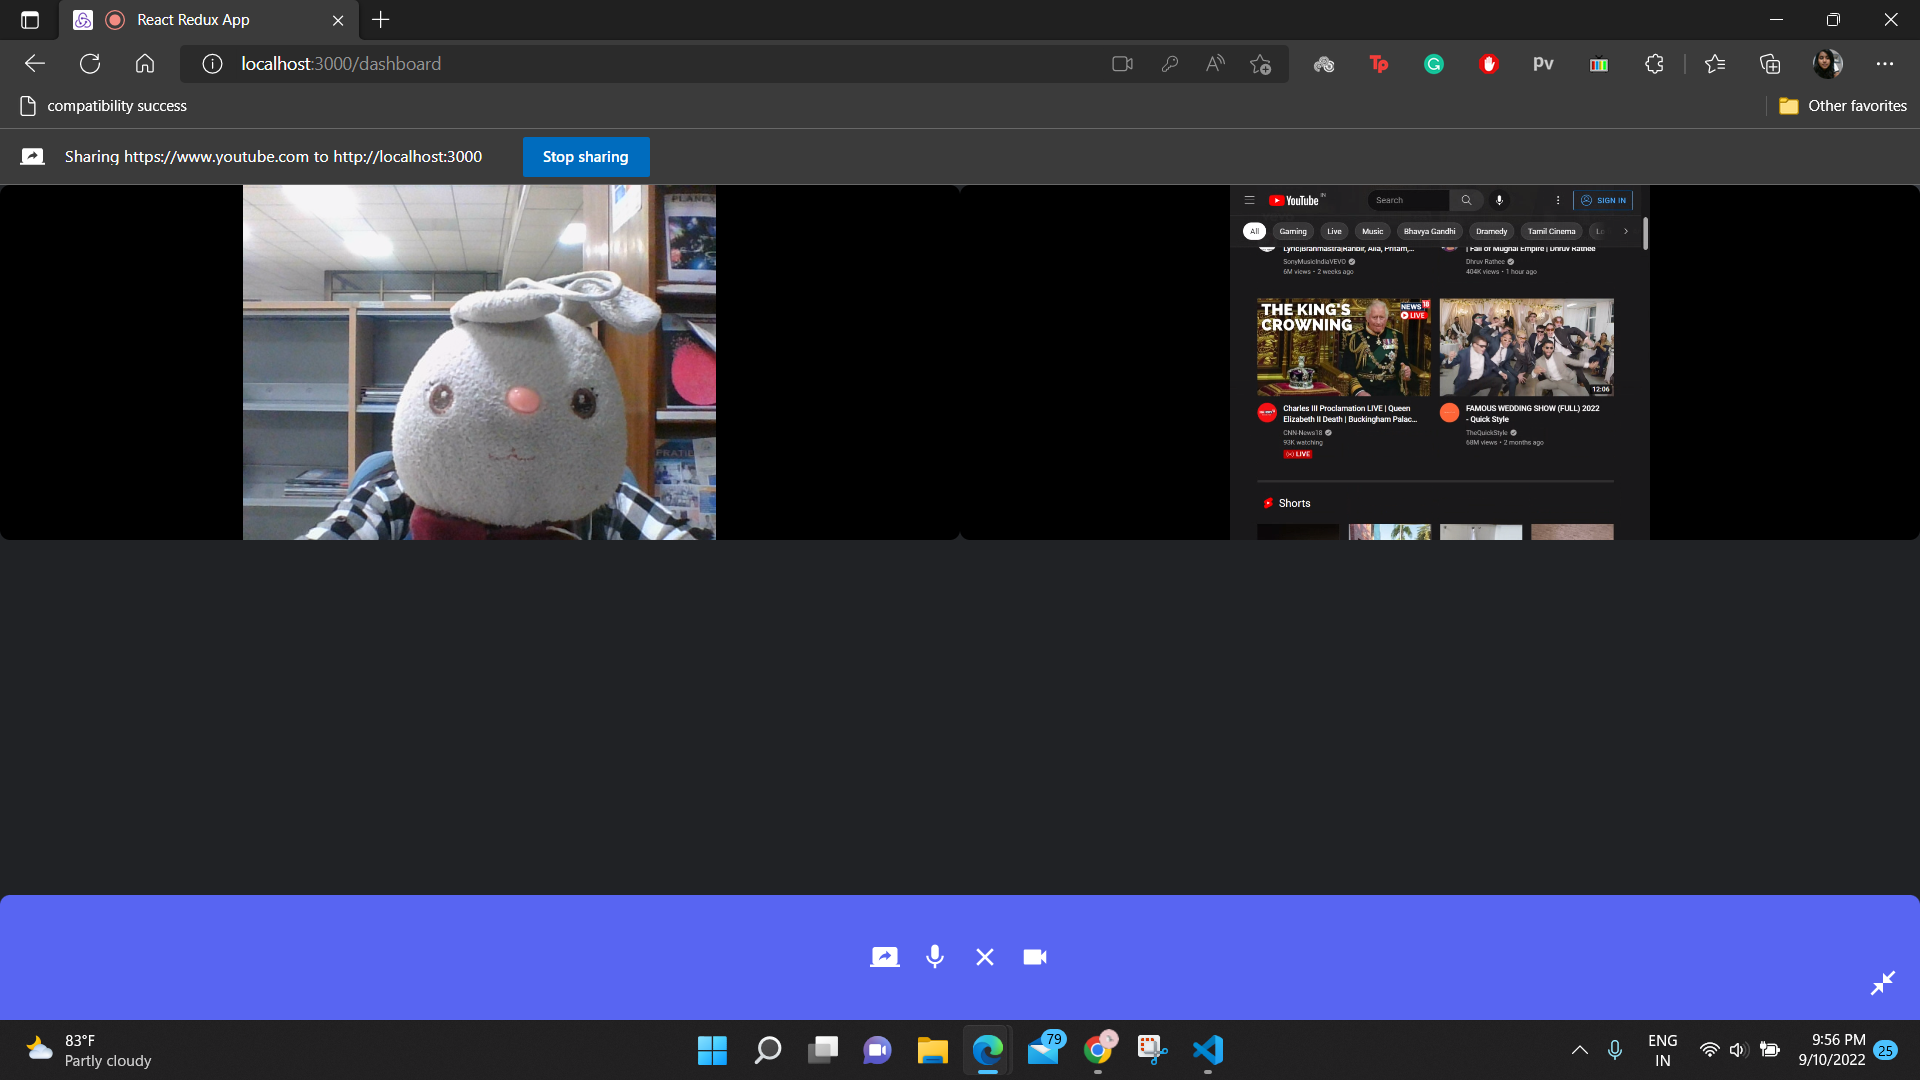 React Redux App
localhost:3000/dashboard
Tp
Pv
compatibility success
Other favorites
Sharing https://www.youtube.com to http://localhost:3000
Stop sharing
PLANEX
YouTube IN
Search
SIGN IN
All
Gaming
Live
Music
Bhavya Gandhi
Dramedy
Tamil Cinema
Lyric|Brahmastra|Ranbir, Alia, Pritam,...
SonyMusicIndiaVEVO
6M views • 2 weeks ago
| Fall of Mughal Empire | Dhruv Rathee
Dhruv Rathee
404K views • 1 hour ago
THE KING'S
CROWNING
NEWS 18
LIVE
12:06
Charles III Proclamation LIVE | Queen
Elizabeth II Death | Buckingham Palac...
CNN-News18
93K watching
LIVE
FAMOUS WEDDING SHOW (FULL) 2022
- Quick Style
TheQuickStyle
68M views • 2 months ago
Shorts
83°F
Partly cloudy
79
ENG
IN
9:56 PM
9/10/2022
25